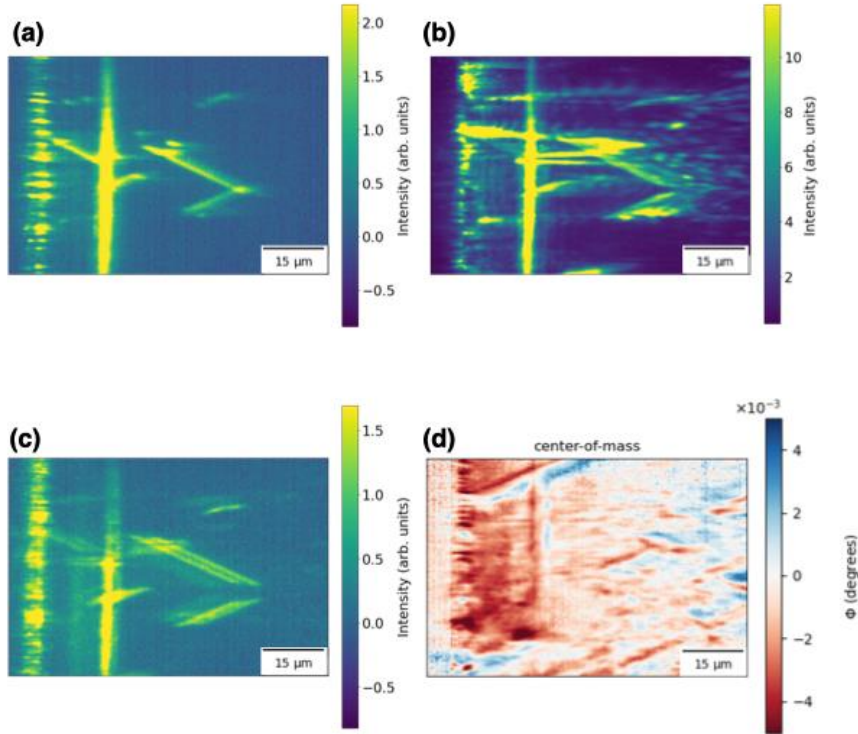 (a)
2.0
1.5
1.0
0.5
0.0
−0.5
Intensity (arb. units)
15 μm
(b)
10
8
6
4
2
Intensity (arb. units)
15 μm
(c)
1.5
1.0
0.5
0.0
−0.5
Intensity (arb. units)
15 μm
(d)
center-of-mass
×10⁻³
4
2
0
−2
−4
Φ (degrees)
15 μm